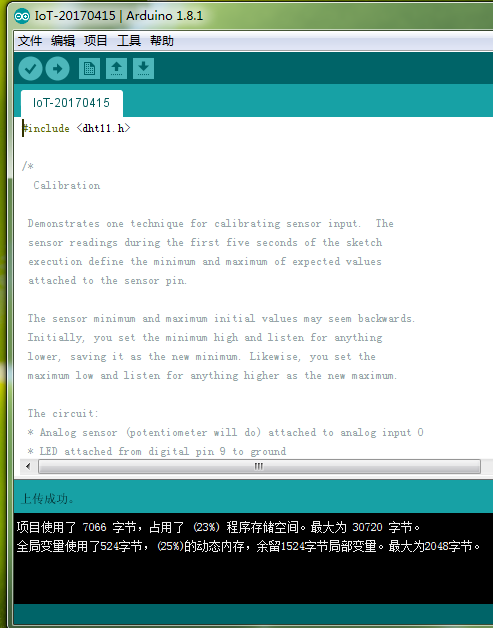 IoT-20170415 | Arduino 1.8.1
文件 编辑 项目 工具 帮助
IoT-20170415
#include <dht11.h>
/*
Calibration
Demonstrates one technique for calibrating sensor input.  The
sensor readings during the first five seconds of the sketch
execution define the minimum and maximum of expected values
attached to the sensor pin.
The sensor minimum and maximum initial values may seem backwards.
Initially, you set the minimum high and listen for anything
lower, saving it as the new minimum. Likewise, you set the
maximum low and listen for anything higher as the new maximum.
The circuit:
* Analog sensor (potentiometer will do) attached to analog input 0
* LED attached from digital pin 9 to ground
上传成功。
项目使用了 7066 字节，占用了 (23%) 程序存储空间。最大为 30720 字节。
全局变量使用了524字节，(25%)的动态内存，余留1524字节局部变量。最大为2048字节。